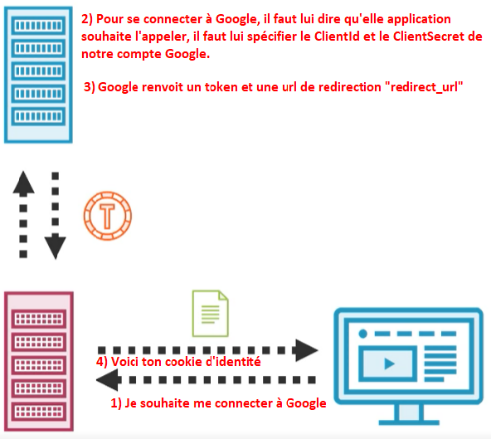 2) Pour se connecter à Google, il faut lui dire qu'elle application
souhaite l'appeler, il faut lui spécifier le ClientId et le ClientSecret de
notre compte Google.
3) Google renvoit un token et une url de redirection "redirect_url"
T
4) Voici ton cookie d'identité
1) Je souhaite me connecter à Google